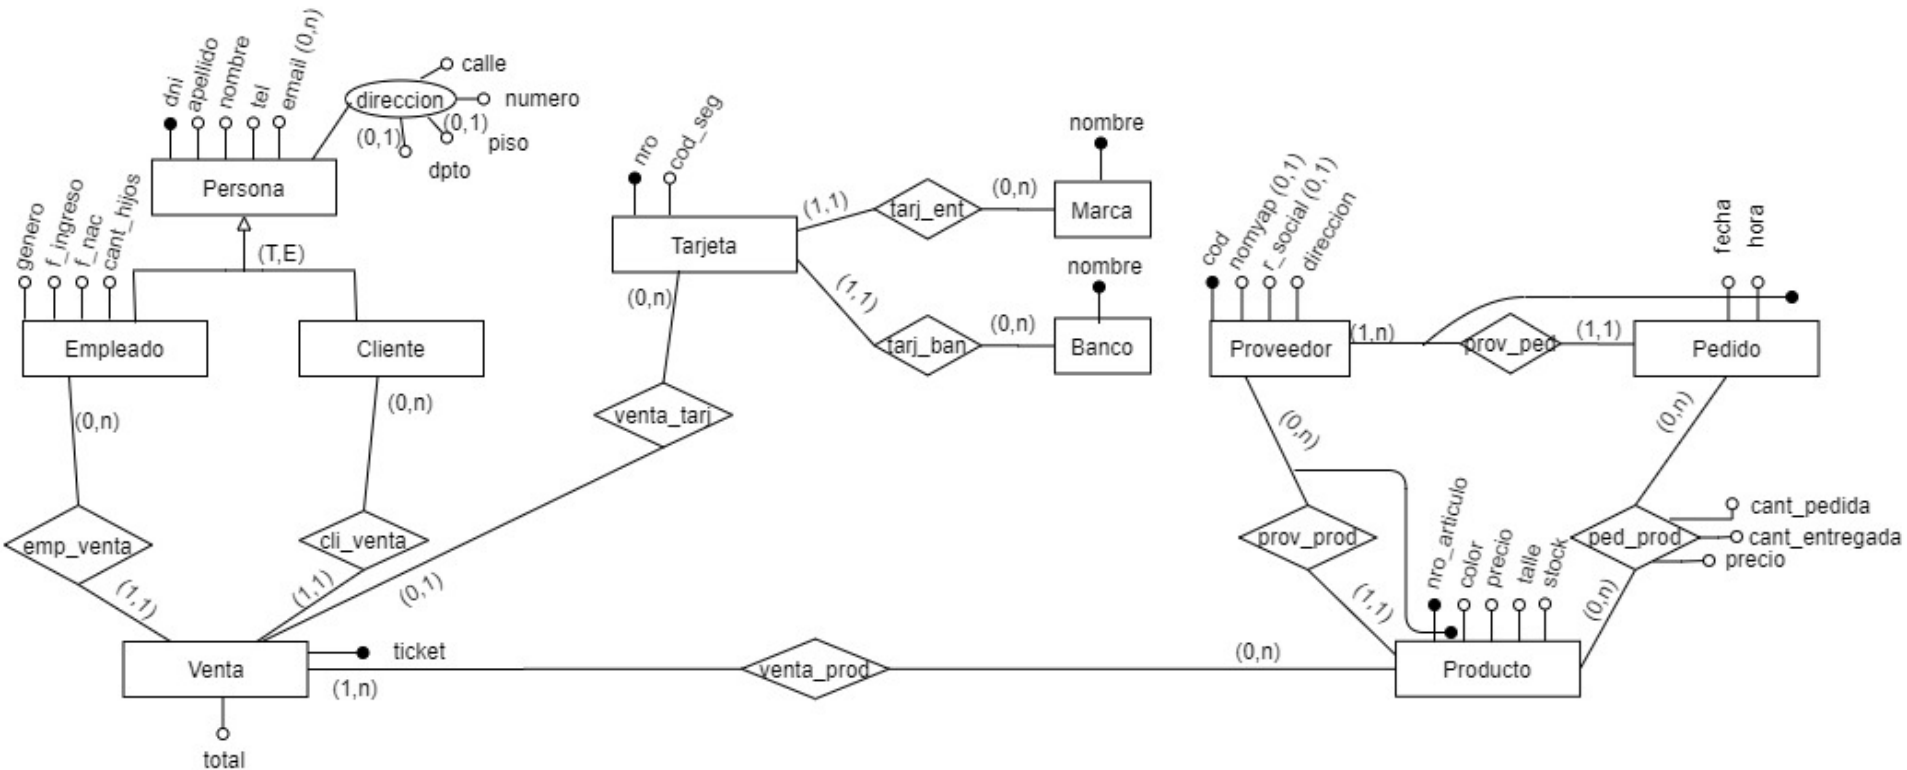 dni
apellido
nombre
tel
email (0,n)
calle
direccion
numero
(0,1)
(0,1)
piso
dpto
Persona
(T,E)
genero
f_ingreso
f_nac
cant_hijos
Empleado
Cliente
(0,n)
(0,n)
emp_venta
cli_venta
(1,1)
(1,1)
(0,1)
Venta
ticket
(1,n)
total
nro
cod_seg
Tarjeta
(0,n)
venta_tarj
(1,1)
tarj_ent
(0,n)
nombre
Marca
(1,1)
tarj_ban
(0,n)
nombre
Banco
cod
nomyap (0,1)
r_social (0,1)
direccion
Proveedor
(1,n)
prov_ped
(1,1)
fecha
hora
Pedido
(0,n)
(0,n)
prov_prod
(1,1)
nro_articulo
color
precio
talle
stock
ped_prod
cant_pedida
cant_entregada
precio
(0,n)
venta_prod
(0,n)
Producto